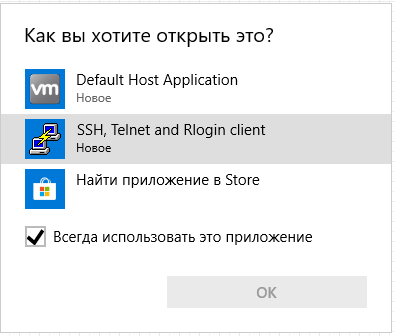 Как вы хотите открыть это?
vm
Default Host Application
Новое
SSH, Telnet and Rlogin client
Новое
Найти приложение в Store
Всегда использовать это приложение
OK